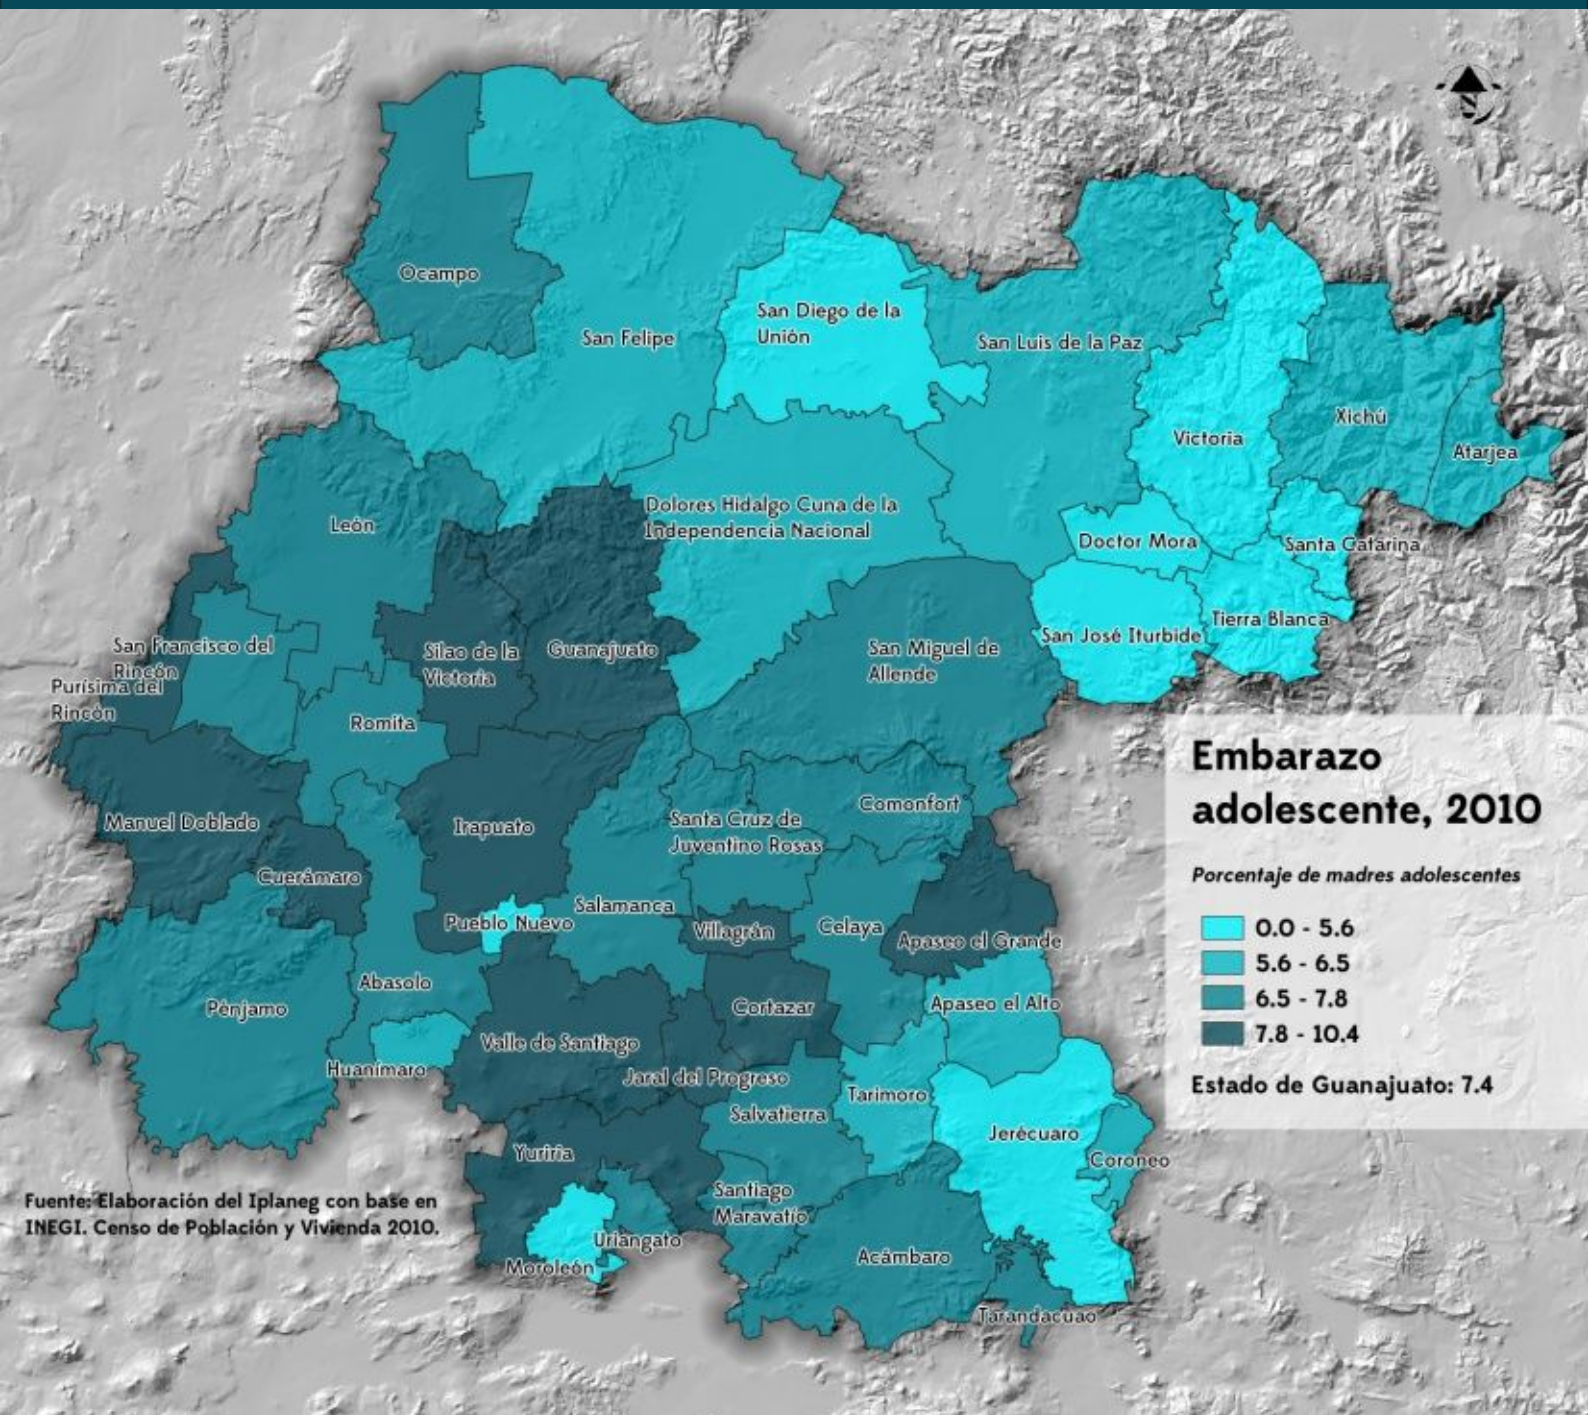 Ocampo
San Felipe
San Diego de la
Unión
San Luis de la Paz
Xichú
Victoria
Atarjea
León
Dolores Hidalgo Cuna de la
Independencia Nacional
Doctor Mora
Santa Catarina
Tierra Blanca
San José Iturbide
San Francisco del
Rincón
Purísima del
Rincón
Silao de la
Victoria
Guanajuato
San Miguel de
Allende
Romita
Manuel Doblado
Irapuato
Santa Cruz de
Juventino Rosas
Comonfort
Cuerámaro
Pueblo Nuevo
Salamanca
Villagrán
Celaya
Apaseo el Grande
Abasolo
Pénjamo
Cortazar
Apaseo el Alto
Valle de Santiago
Huanímaro
Jaral del Progreso
Tarimoro
Salvatierra
Jerécuaro
Coroneo
Yuriria
Santiago
Maravatío
Uriangato
Moroleón
Acámbaro
Tarandacuao
Embarazo
adolescente, 2010
Porcentaje de madres adolescentes
0.0 - 5.6
5.6 - 6.5
6.5 - 7.8
7.8 - 10.4
Estado de Guanajuato: 7.4
Fuente: Elaboración del Iplaneg con base en
INEGI. Censo de Población y Vivienda 2010.